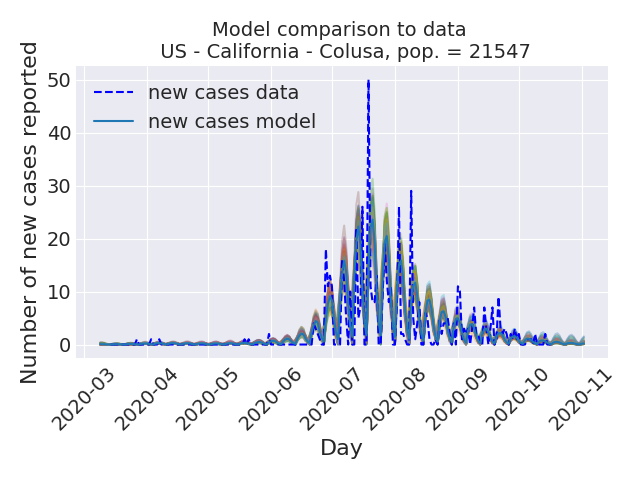 Model comparison to data
US - California - Colusa, pop. = 21547
Number of new cases reported
50
40
30
20
10
0
new cases data
new cases model
2020-03
2020-04
2020-05
2020-06
2020-07
2020-08
2020-09
2020-10
2020-11
Day